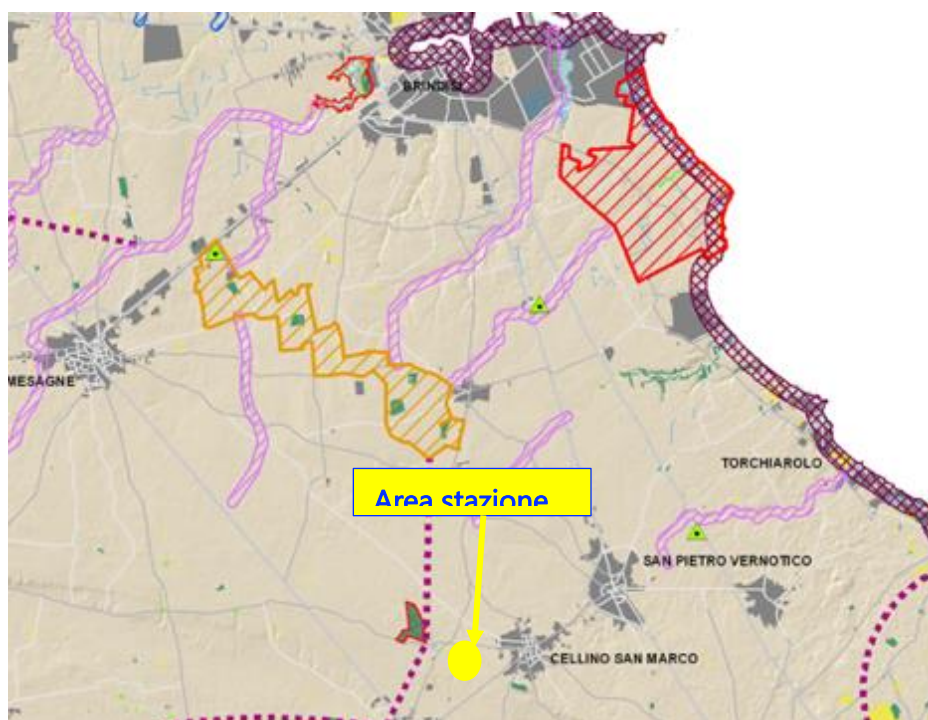 BRINDISI
MESAGNE
Area stazione
TORCHIAROLO
SAN PIETRO VERNOTICO
CELLINO SAN MARCO